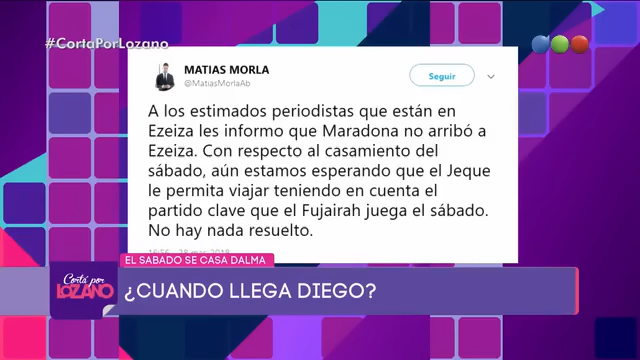 #CortaPorLozano
MATIAS MORLA
@MatiasMorlaAb
Seguir
A los estimados periodistas que están en
Ezeiza les informo que Maradona no arribó a
Ezeiza. Con respecto al casamiento del
sábado, aún estamos esperando que el Jeque
le permita viajar teniendo en cuenta el
partido clave que el Fujairah juega el sábado.
No hay nada resuelto.
EL SABADO SE CASA DALMA
Cortá por
LOZANO
¿CUANDO LLEGA DIEGO?